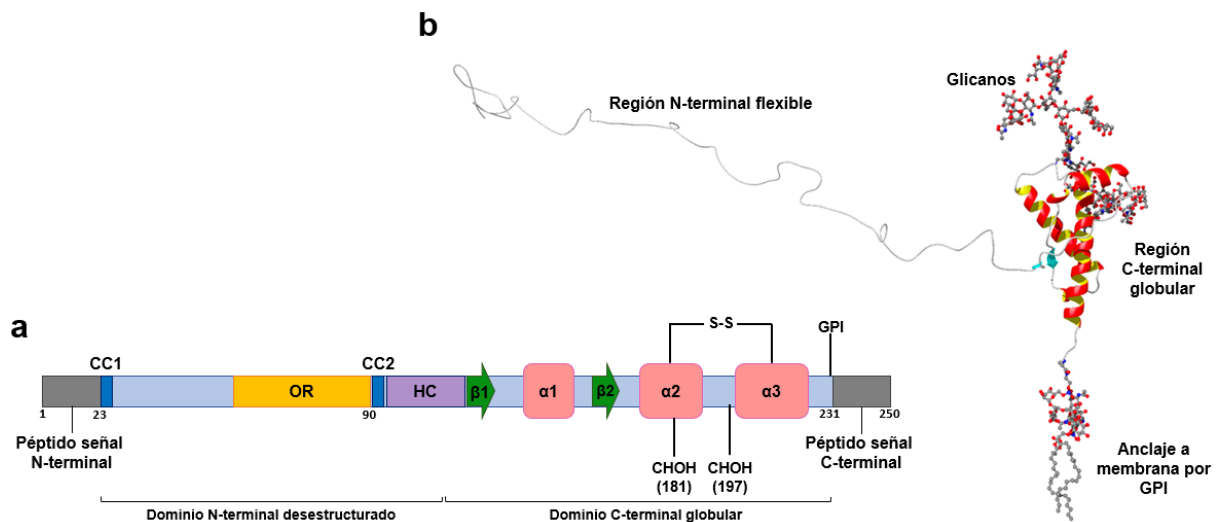 b
Glicanos
Región N-terminal flexible
Región
C-terminal
globular
a
S-S
GPI
CC1
CC2
OR
HC
β1
α1
β2
α2
α3
1
23
90
231
250
Péptido señal
N-terminal
CHOH
(181)
CHOH
(197)
Péptido señal
C-terminal
Anclaje a
membrana por
GPI
Dominio N-terminal desestructurado
Dominio C-terminal globular